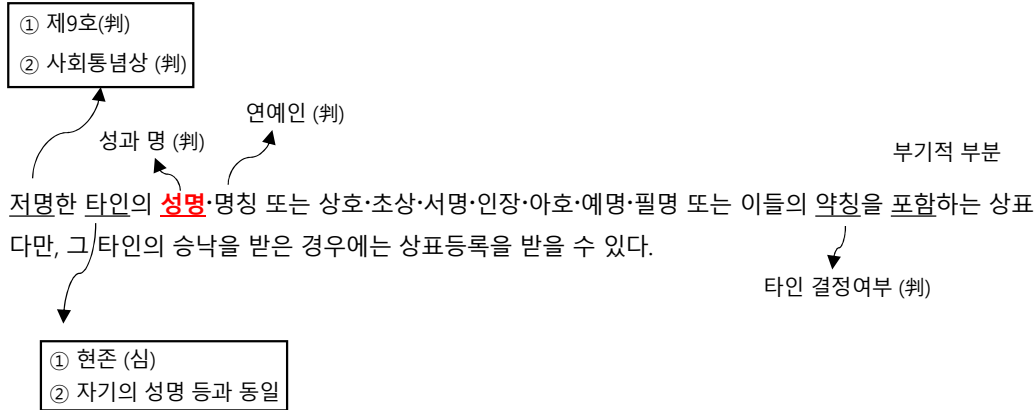 ① 제9호(判)
② 사회통념상 (判)
연예인 (判)
성과 명 (判)
부기적 부분
저명한 타인의 성명·명칭 또는 상호·초상·서명·인장·아호·예명·필명 또는 이들의 약칭을 포함하는 상표
다만, 그 타인의 승낙을 받은 경우에는 상표등록을 받을 수 있다.
타인 결정여부 (判)
① 현존 (심)
② 자기의 성명 등과 동일